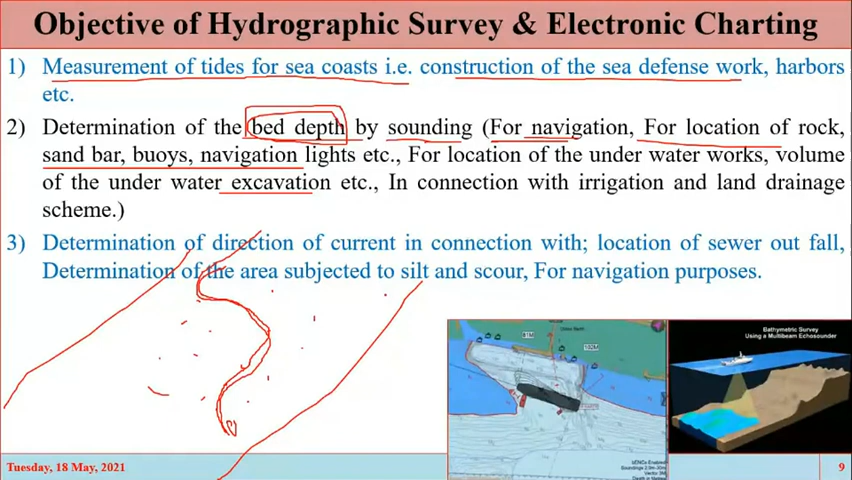 Objective of Hydrographic Survey & Electronic Charting
1) Measurement of tides for sea coasts i.e. construction of the sea defense work, harbors
etc.
2) Determination of the bed depth by sounding (For navigation, For location of rock,
sand bar, buoys, navigation lights etc., For location of the under water works, volume
of the under water excavation etc., In connection with irrigation and land drainage
scheme.)
3) Determination of direction of current in connection with; location of sewer out fall,
Determination of the area subjected to silt and scour, For navigation purposes.
Bathymetric Survey
Using a Multibeam Echosounder
Tuesday, 18 May, 2021
9